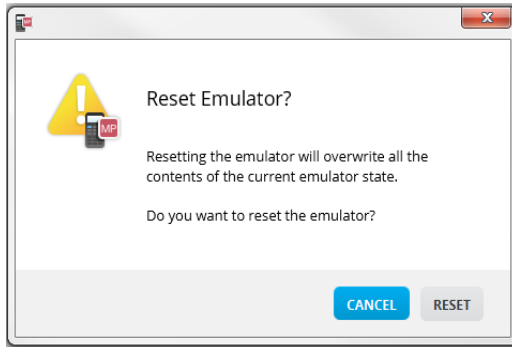 MP
Reset Emulator?
MP
Resetting the emulator will overwrite all the
contents of the current emulator state.
Do you want to reset the emulator?
CANCEL RESET